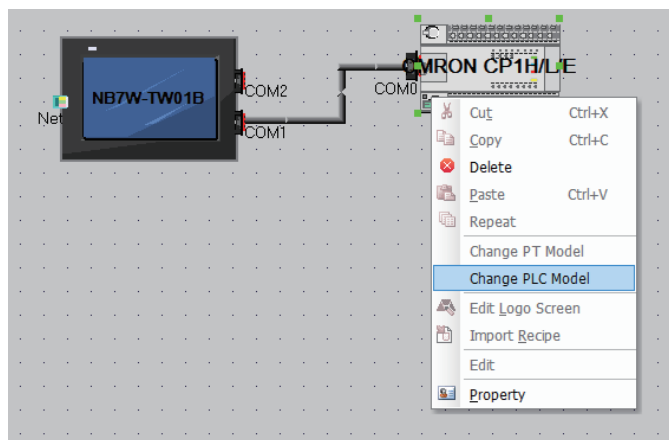 OMRON CP1H/L/E
NB7W-TW01B
COM2
COM0
Net
COM1
Cut Ctrl+X
Copy Ctrl+C
Delete
Paste Ctrl+V
Repeat
Change PT Model
Change PLC Model
Edit Logo Screen
Import Recipe
Edit
Property